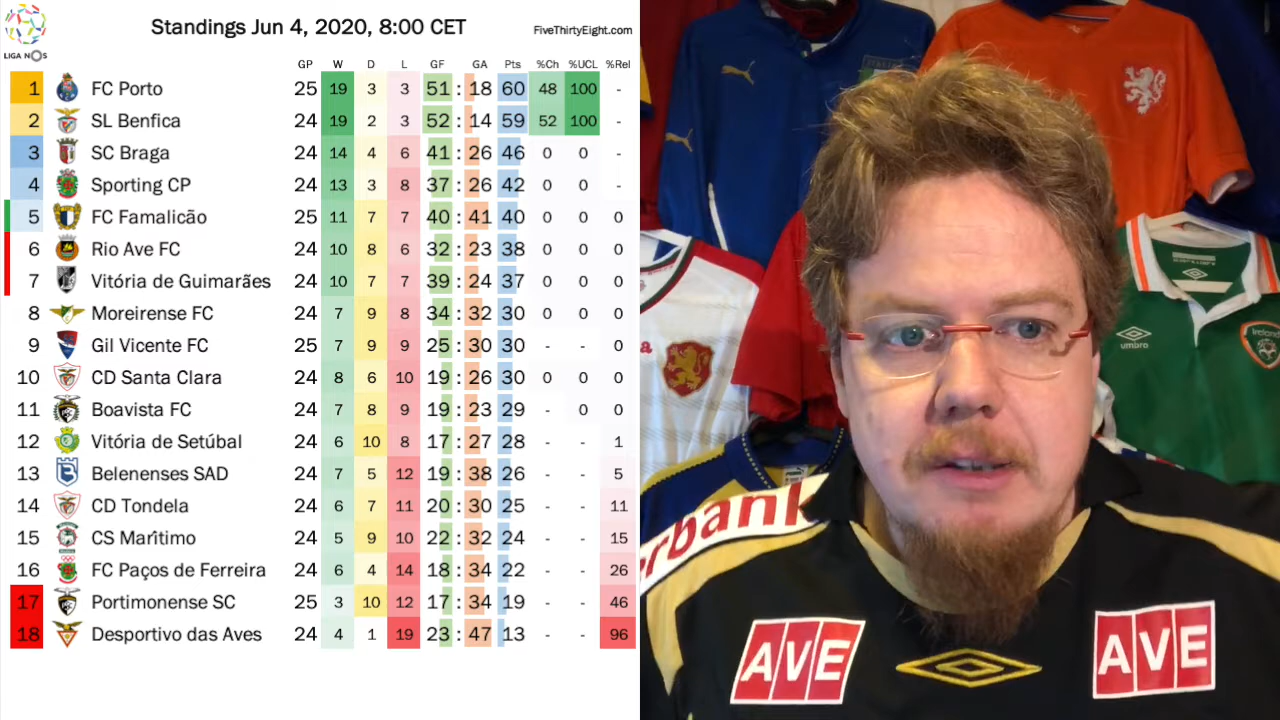 Standings Jun 4, 2020, 8:00 CET
FiveThirtyEight.com
LIGA NOS
GP W D L GF GA Pts %Ch %UCL %Rel
1 FC Porto 25 19 3 3 51 : 18 60 48 100 -
2 SL Benfica 24 19 2 3 52 : 14 59 52 100 -
3 SC Braga 24 14 4 6 41 : 26 46 0 0 -
4 Sporting CP 24 13 3 8 37 : 26 42 0 0 -
5 FC Famalicão 25 11 7 7 40 : 41 40 0 0 0
6 Rio Ave FC 24 10 8 6 32 : 23 38 0 0 0
7 Vitória de Guimarães 24 10 7 7 39 : 24 37 0 0 0
8 Moreirense FC 24 7 9 8 34 : 32 30 0 0 0
9 Gil Vicente FC 25 7 9 9 25 : 30 30 - - 0
10 CD Santa Clara 24 8 6 10 19 : 26 30 0 0 0
11 Boavista FC 24 7 8 9 19 : 23 29 - 0 0
12 Vitória de Setúbal 24 6 10 8 17 : 27 28 - - 1
13 Belenenses SAD 24 7 5 12 19 : 38 26 - - 5
14 CD Tondela 24 6 7 11 20 : 30 25 - - 11
15 CS Marítimo 24 5 9 10 22 : 32 24 - - 15
16 FC Paços de Ferreira 24 6 4 14 18 : 34 22 - - 26
17 Portimonense SC 25 3 10 12 17 : 34 19 - - 46
18 Desportivo das Aves 24 4 1 19 23 : 47 13 - - 96
umbro
Ireland
erbank
AVE
AVE